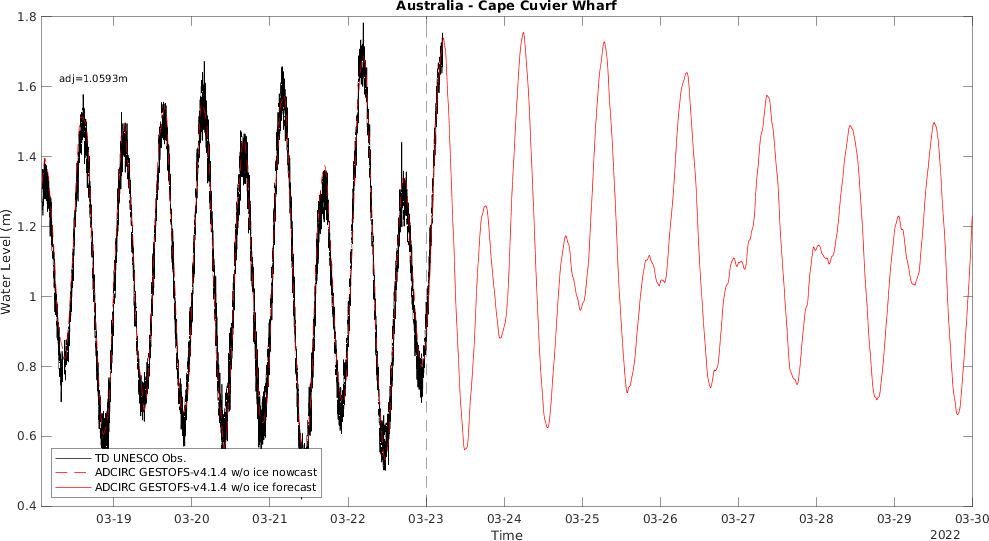 Australia - Cape Cuvier Wharf
1.8
1.6
1.4
1.2
1
0.8
0.6
0.4
Water Level (m)
adj=1.0593m
TD UNESCO Obs.
ADCIRC GESTOFS-v4.1.4 w/o ice nowcast
ADCIRC GESTOFS-v4.1.4 w/o ice forecast
03-19 03-20 03-21 03-22 03-23 03-24 03-25 03-26 03-27 03-28 03-29 03-30
Time
2022